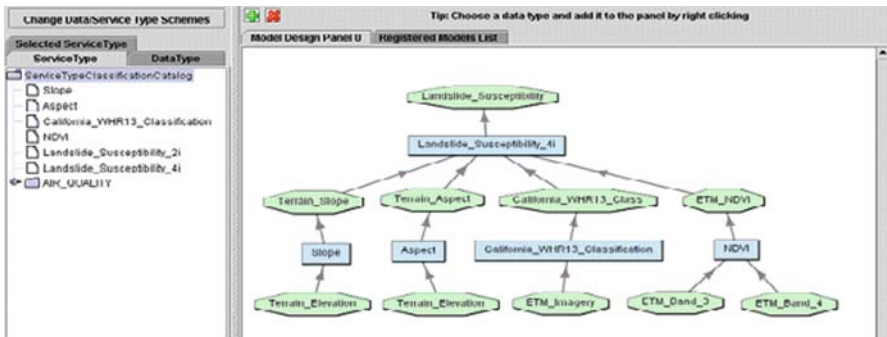 Change Data/Service Type Schemes
Selected ServiceType
ServiceType DataType
ServiceTypeClassificationCatalog
Slope
Aspect
California_WHR13_Classification
NDVI
Landslide_Susceptibility_2i
Landslide_Susceptibility_4i
AIR_QUALITY
Tip: Choose a data type and add it to the panel by right clicking
Model Design Panel 0 Registered Models List
Landslide_Susceptibility
Landslide_Susceptibility_4i
Terrain_Slope Terrain_Aspect California_WHR13_Class ETM_NDVI
Slope Aspect California_WHR13_Classification NDVI
Terrain_Elevation Terrain_Elevation ETM_Imagery ETM_Band_3 ETM_Band_4